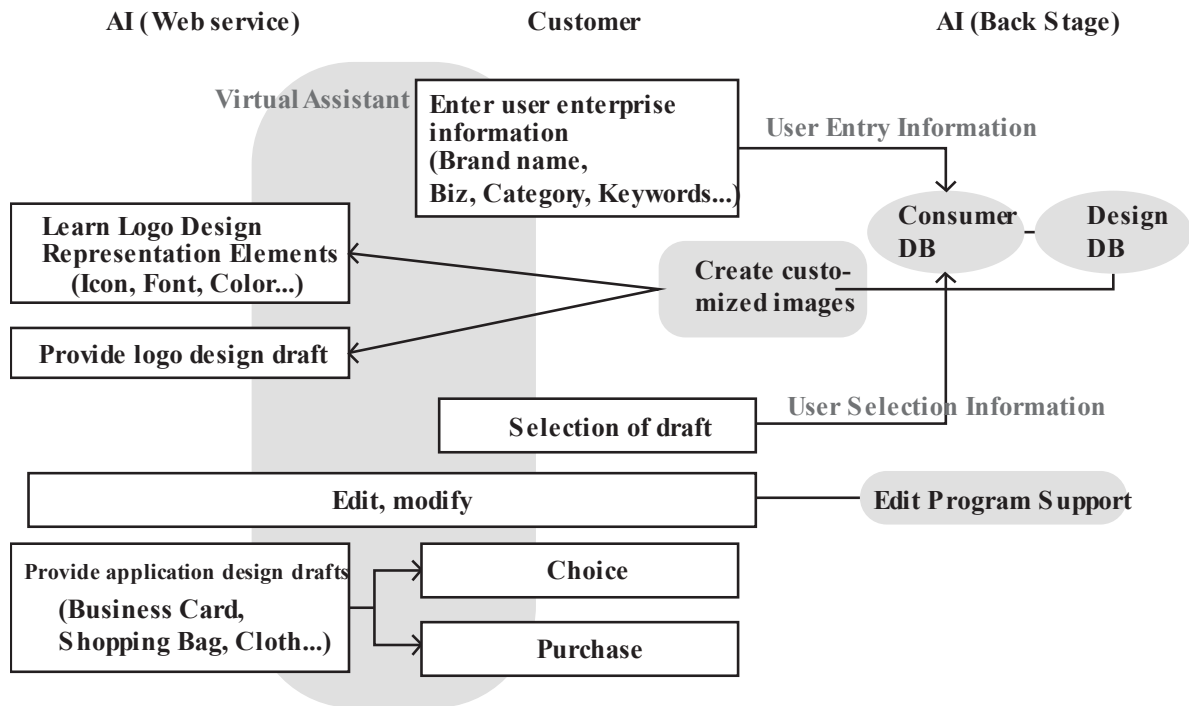 AI (Web service)
Customer
AI (Back Stage)
Virtual Assistant
Enter user enterprise
information
(Brand name,
Biz, Category, Keywords...)
User Entry Information
Learn Logo Design
Representation Elements
(Icon, Font, Color...)
Consumer
DB
Design
DB
Create custo-
mized images
Provide logo design draft
Selection of draft
User Selection Information
Edit, modify
Edit Program Support
Provide application design drafts
(Business Card,
Shopping Bag, Cloth...)
Choice
Purchase